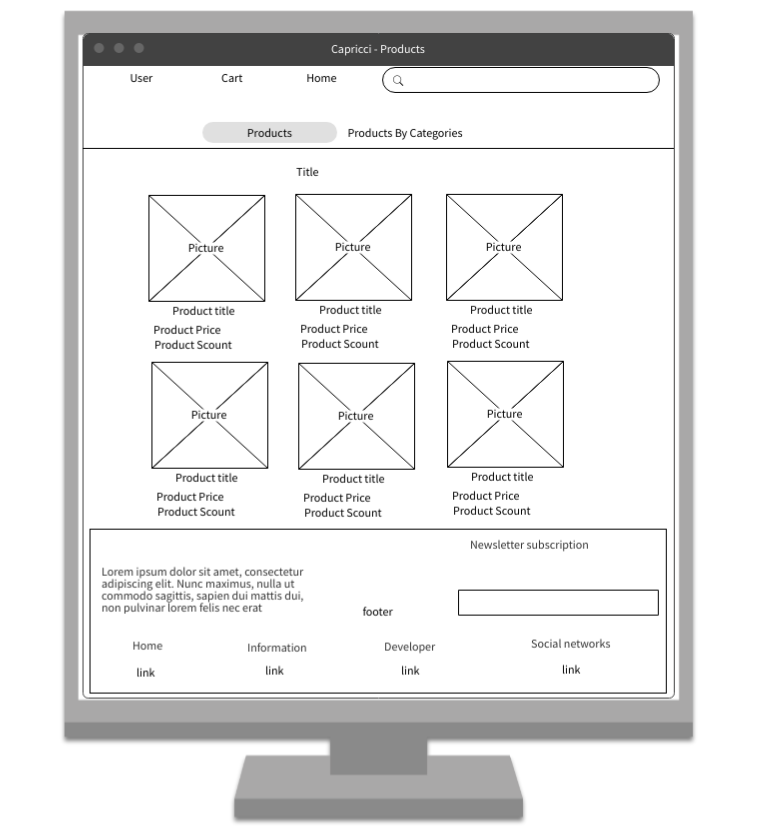 Capricci - Products
User Cart Home
Products Products By Categories
Title
Picture Picture Picture
Product title Product title Product title
Product Price Product Price Product Price
Product Scount Product Scount Product Scount
Picture Picture Picture
Product title Product title Product title
Product Price Product Price Product Price
Product Scount Product Scount Product Scount
Newsletter subscription
Lorem ipsum dolor sit amet, consectetur
adipiscing elit. Nunc maximus, nulla ut
commodo sagittis, sapien dui mattis dui,
non pulvinar lorem felis nec erat
footer
Home Information Developer Social networks
link link link link